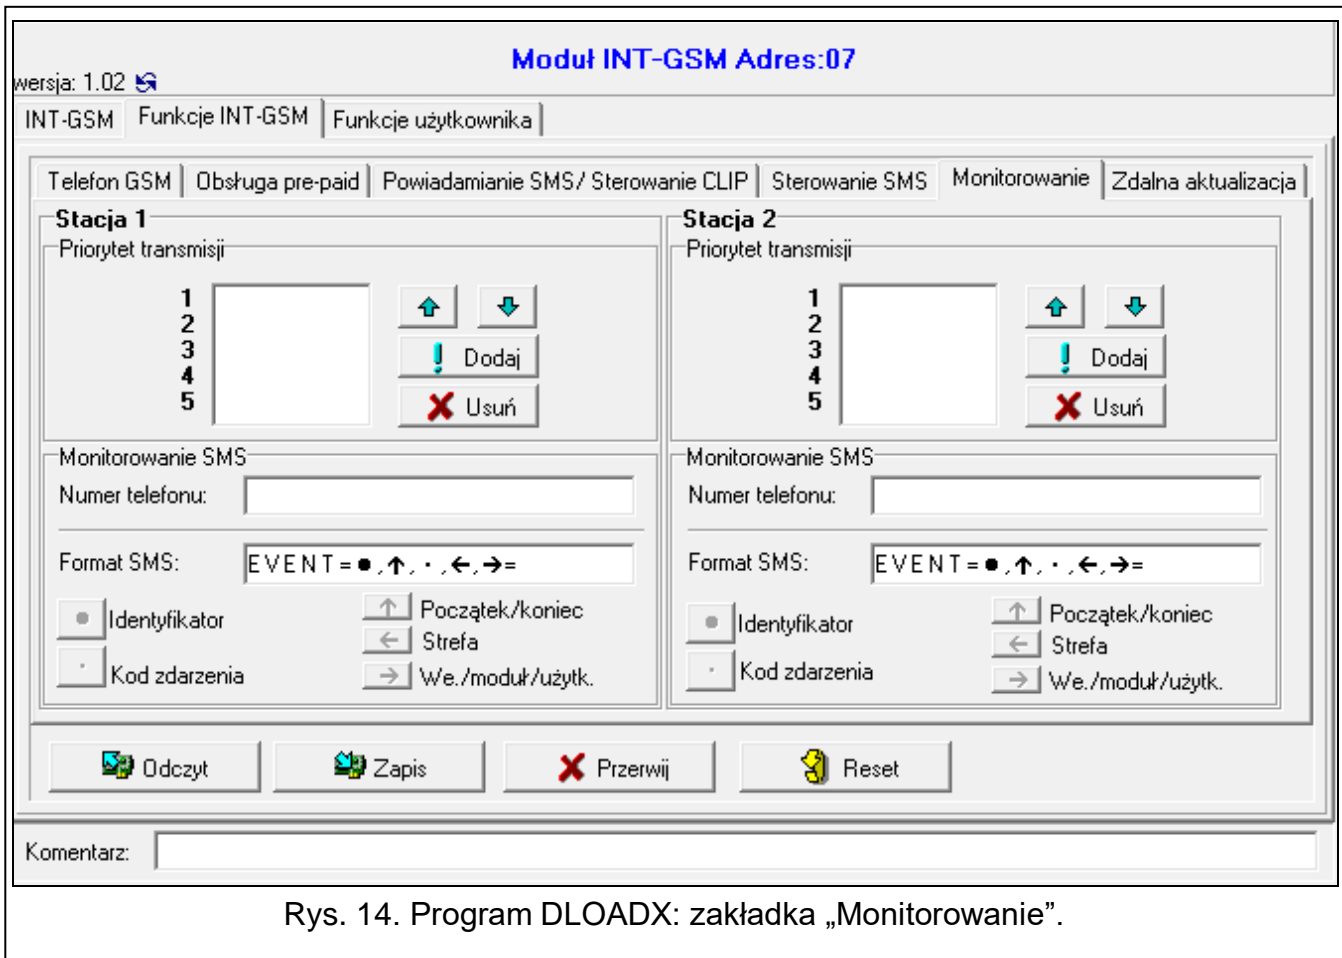 Moduł INT-GSM Adres:07
wersja: 1.02
INT-GSM Funkcje INT-GSM Funkcje użytkownika
Telefon GSM Obsługa pre-paid Powiadamianie SMS/ Sterowanie CLIP Sterowanie SMS Monitorowanie Zdalna aktualizacja
Stacja 1
Priorytet transmisji
1
2
3
4
5
Dodaj
Usuń
Monitorowanie SMS
Numer telefonu:
Format SMS: EVENT=●,↑,·,←,→=
Identyfikator
Kod zdarzenia
↑ Początek/koniec
← Strefa
→ We./moduł/użytk.
Stacja 2
Priorytet transmisji
1
2
3
4
5
Dodaj
Usuń
Monitorowanie SMS
Numer telefonu:
Format SMS: EVENT=●,↑,·,←,→=
Identyfikator
Kod zdarzenia
↑ Początek/koniec
← Strefa
→ We./moduł/użytk.
Odczyt Zapis Przerwij Reset
Komentarz:
Rys. 14. Program DLOADX: zakładka „Monitorowanie”.